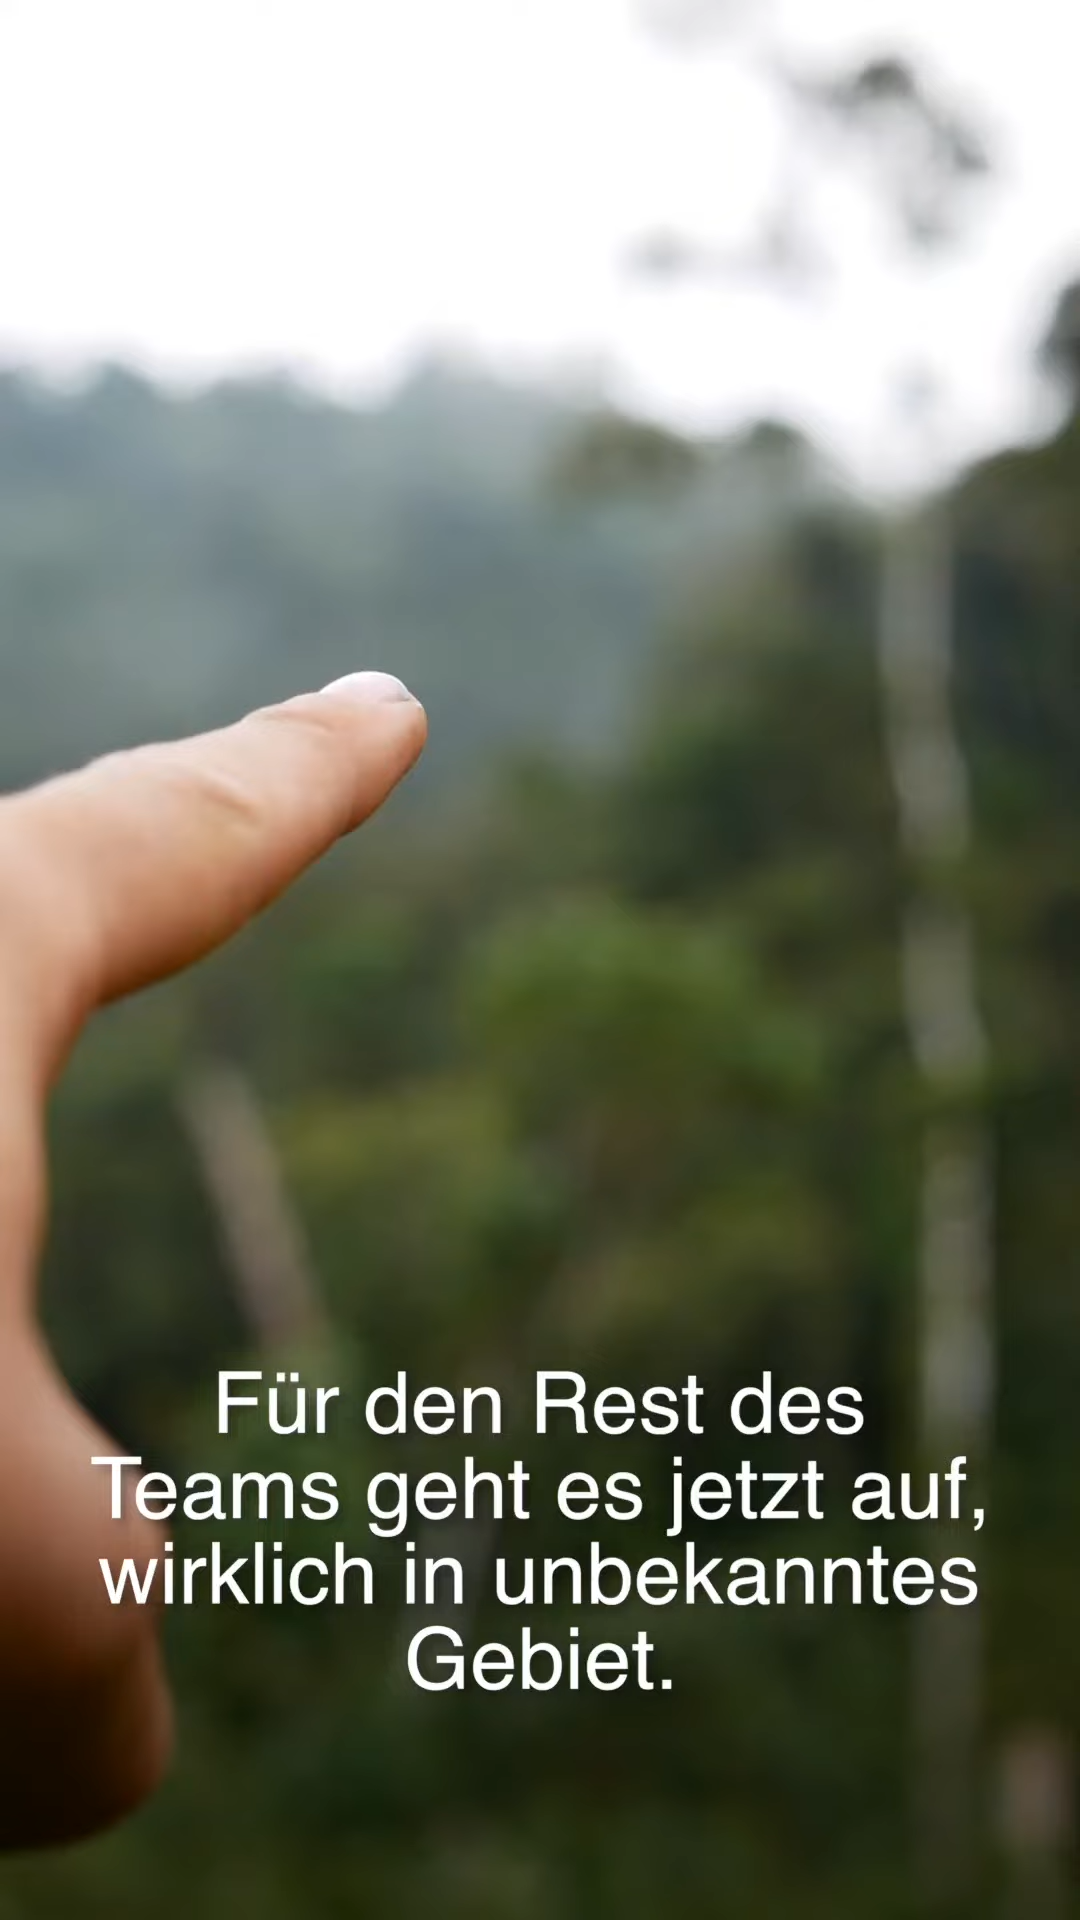 Für den Rest des
Teams geht es jetzt auf,
wirklich in unbekanntes
Gebiet.